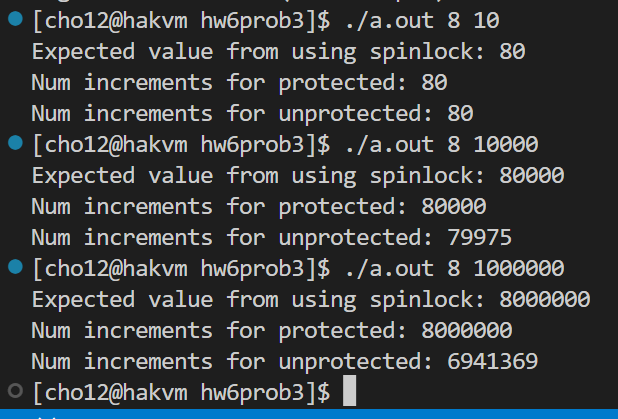 [cho12@hakvm hw6prob3]$ ./a.out 8 10
Expected value from using spinlock: 80
Num increments for protected: 80
Num increments for unprotected: 80
[cho12@hakvm hw6prob3]$ ./a.out 8 10000
Expected value from using spinlock: 80000
Num increments for protected: 80000
Num increments for unprotected: 79975
[cho12@hakvm hw6prob3]$ ./a.out 8 1000000
Expected value from using spinlock: 8000000
Num increments for protected: 8000000
Num increments for unprotected: 6941369
[cho12@hakvm hw6prob3]$